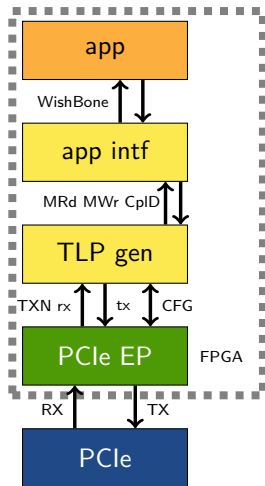 app
WishBone
app intf
MRd MWr CplD
TLP gen
TXN rx tx CFG
PCIe EP
FPGA
RX TX
PCIe